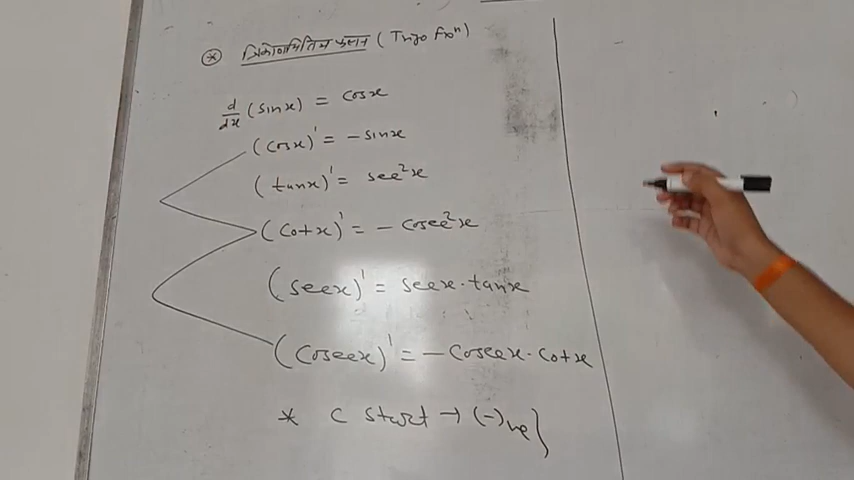 * त्रिकोणमितिय फलन (Trigo Fxⁿ)
d/dx (sinx) = cosx
(cosx)' = -sinx
(tanx)' = sec²x
(cotx)' = - cosec²x
(secx)' = secx·tanx
(cosecx)' = -cosecx·cotx
* C Start → (-)ve}